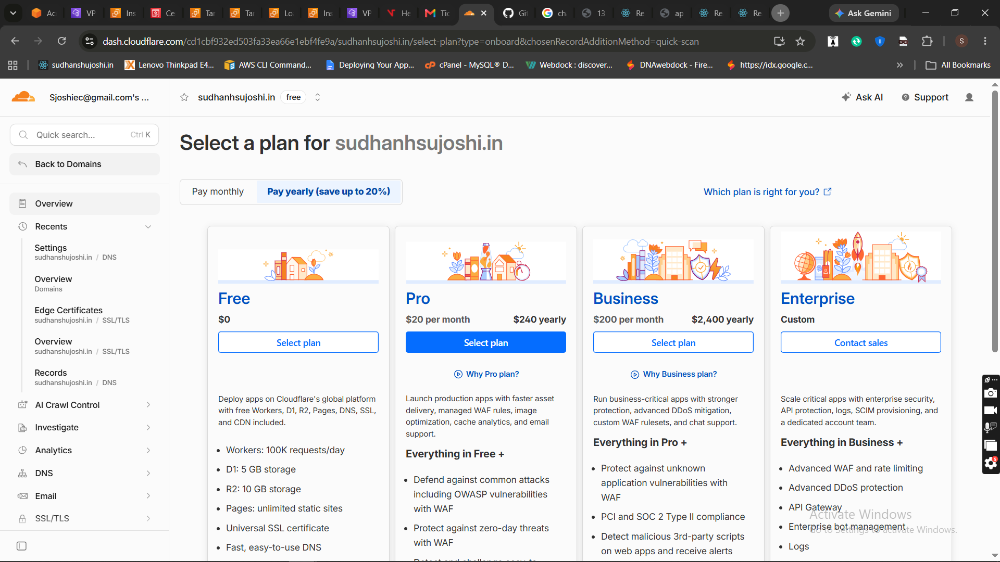 Ac
VP
Ins
Ce
Tar
Tar
Lo
Ins
VP
He
Tic
Gi
ch
13
Re
ap
Re
Re
Ask Gemini
dash.cloudflare.com/cd1cbf932ed503fa33ea66e1ebf4fe9a/sudhanhsujoshi.in/select-plan?type=onboard&chosenRecordAdditionMethod=quick-scan
S
sudhanshujoshi.in
Lenovo Thinkpad E4...
AWS CLI Command...
Deploying Your App...
cPanel - MySQL® D...
Webdock : discover...
DNAwebdock - Fire...
https://idx.google.c...
All Bookmarks
Sjoshiec@gmail.com's ...
sudhanhsujoshi.in
free
Ask AI
Support
Quick search...
Ctrl K
Back to Domains
Overview
Recents
Settings
sudhanshujoshi.in / DNS
Overview
Domains
Edge Certificates
sudhanshujoshi.in / SSL/TLS
Overview
sudhanshujoshi.in / SSL/TLS
Records
sudhanshujoshi.in / DNS
AI Crawl Control
Investigate
Analytics
DNS
Email
SSL/TLS
Select a plan for sudhanhsujoshi.in
Pay monthly
Pay yearly (save up to 20%)
Which plan is right for you?
Free
$0
Select plan
Deploy apps on Cloudflare's global platform
with free Workers, D1, R2, Pages, DNS, SSL,
and CDN included.
Workers: 100K requests/day
D1: 5 GB storage
R2: 10 GB storage
Pages: unlimited static sites
Universal SSL certificate
Fast, easy-to-use DNS
Pro
$20 per month
$240 yearly
Select plan
Why Pro plan?
Launch production apps with faster asset
delivery, managed WAF rules, image
optimization, cache analytics, and email
support.
Everything in Free +
Defend against common attacks
including OWASP vulnerabilities
with WAF
Protect against zero-day threats
with WAF
Business
$200 per month
$2,400 yearly
Select plan
Why Business plan?
Run business-critical apps with stronger
protection, advanced DDoS mitigation,
custom WAF rulesets, and chat support.
Everything in Pro +
Protect against unknown
application vulnerabilities with
WAF
PCI and SOC 2 Type II compliance
Detect malicious 3rd-party scripts
on web apps and receive alerts
Enterprise
Custom
Contact sales
Scale critical apps with enterprise security,
API protection, logs, SCIM provisioning, and
a dedicated account team.
Everything in Business +
Advanced WAF and rate limiting
Advanced DDoS protection
API Gateway
Enterprise bot management
Logs
Activate Windows
Go to Settings to activate Windows.
5